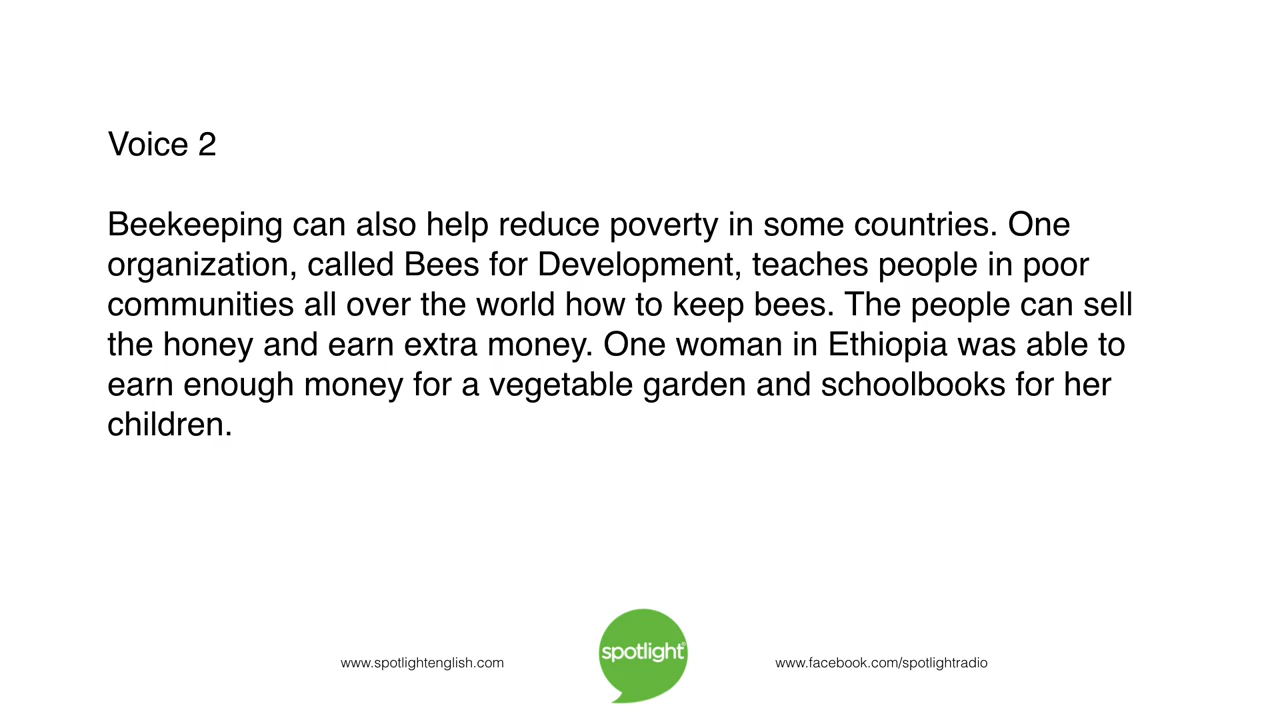 Voice 2
Beekeeping can also help reduce poverty in some countries. One
organization, called Bees for Development, teaches people in poor
communities all over the world how to keep bees. The people can sell
the honey and earn extra money. One woman in Ethiopia was able to
earn enough money for a vegetable garden and schoolbooks for her
children.
www.spotlightenglish.com
spotlight®
www.facebook.com/spotlightradio